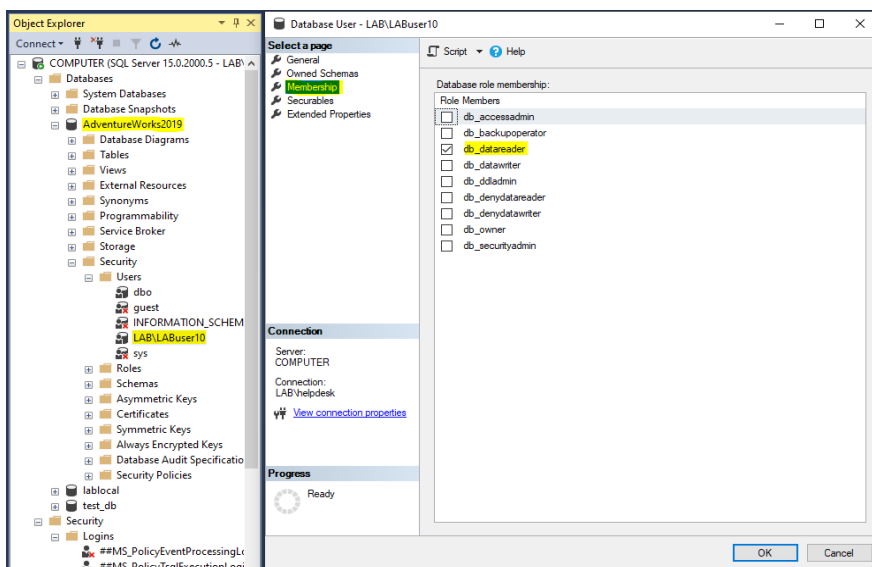 Object Explorer
Connect
COMPUTER (SQL Server 15.0.2000.5 - LAB\
Databases
System Databases
Database Snapshots
AdventureWorks2019
Database Diagrams
Tables
Views
External Resources
Synonyms
Programmability
Service Broker
Storage
Security
Users
dbo
guest
INFORMATION_SCHEM
LAB\LABuser10
sys
Roles
Schemas
Asymmetric Keys
Certificates
Symmetric Keys
Always Encrypted Keys
Database Audit Specificatio
Security Policies
lablocal
test_db
Security
Logins
##MS_PolicyEventProcessingLo
##MS_PolicyTsqlExecutionLogi
Database User - LAB\LABuser10
Select a page
General
Owned Schemas
Membership
Securables
Extended Properties
Connection
Server:
COMPUTER
Connection:
LAB\helpdesk
View connection properties
Progress
Ready
Script Help
Database role membership:
Role Members
db_accessadmin
db_backupoperator
db_datareader
db_datawriter
db_ddladmin
db_denydatareader
db_denydatawriter
db_owner
db_securityadmin
OK Cancel